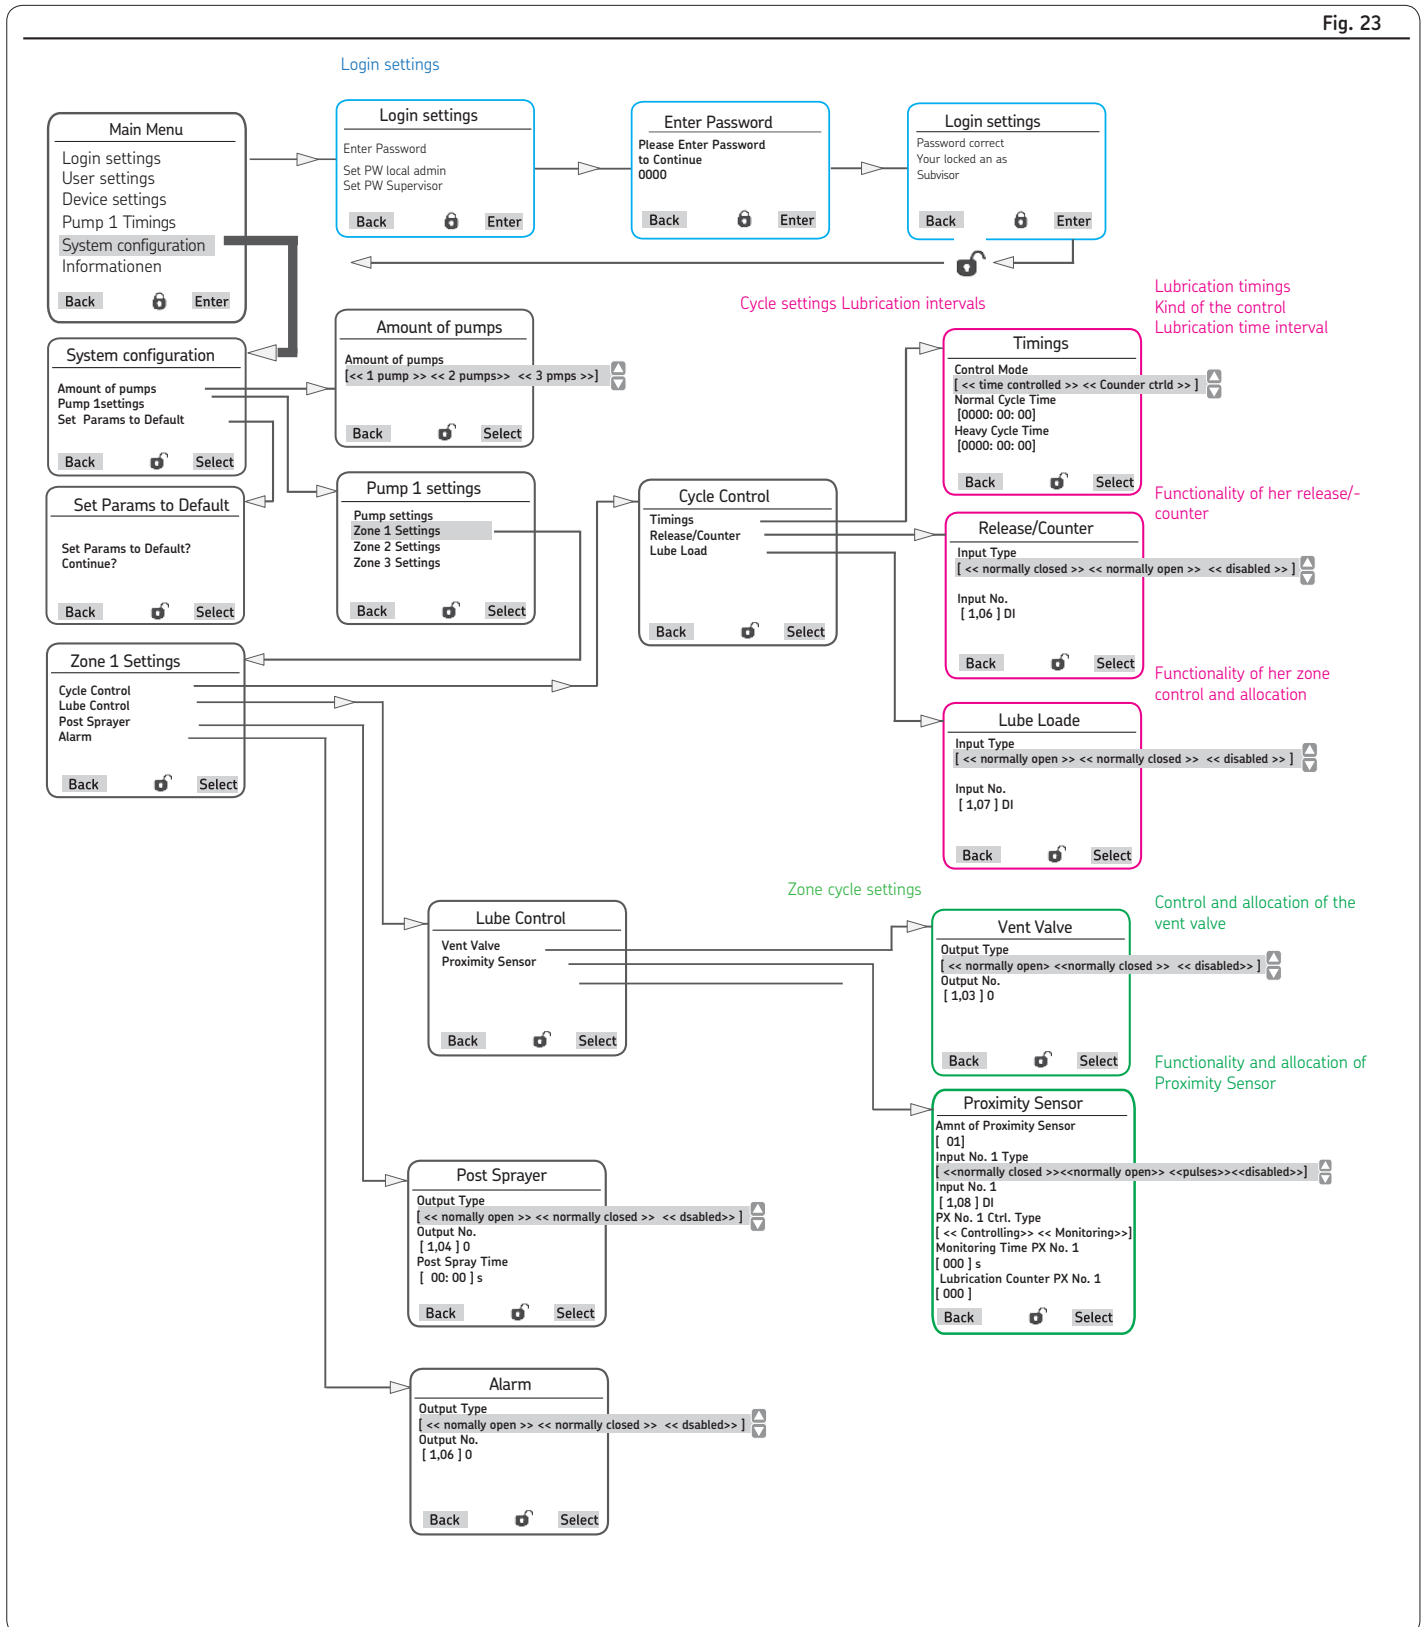 Fig. 23
Login settings
Main Menu
Login settings
User settings
Device settings
Pump 1 Timings
System configuration
Informationen
Back Enter
Login settings
Enter Password
Set PW local admin
Set PW Supervisor
Back Enter
Enter Password
Please Enter Password
to Continue
0000
Back Enter
Login settings
Password correct
Your locked an as
Subvisor
Back Enter
Cycle settings Lubrication intervals
Lubrication timings
Kind of the control
Lubrication time interval
System configuration
Amount of pumps
Pump 1settings
Set Params to Default
Back Select
Amount of pumps
Amount of pumps
[<< 1 pump >> << 2 pumps>> << 3 pmps >>]
Back Select
Timings
Control Mode
[ << time controlled >> << Counder ctrld >> ]
Normal Cycle Time
[0000: 00: 00]
Heavy Cycle Time
[0000: 00: 00]
Back Select
Set Params to Default
Set Params to Default?
Continue?
Back Select
Pump 1 settings
Pump settings
Zone 1 Settings
Zone 2 Settings
Zone 3 Settings
Back Select
Cycle Control
Timings
Release/Counter
Lube Load
Back Select
Functionality of her release/-
counter
Release/Counter
Input Type
[ << normally closed >> << normally open >> << disabled >> ]
Input No.
[ 1,06 ] DI
Back Select
Zone 1 Settings
Cycle Control
Lube Control
Post Sprayer
Alarm
Back Select
Functionality of her zone
control and allocation
Lube Loade
Input Type
[ << normally open >> << normally closed >> << disabled >> ]
Input No.
[ 1,07 ] DI
Back Select
Zone cycle settings
Lube Control
Vent Valve
Proximity Sensor
Back Select
Control and allocation of the
vent valve
Vent Valve
Output Type
[ << normally open> <<normally closed >> << disabled>> ]
Output No.
[ 1,03 ] 0
Back Select
Functionality and allocation of
Proximity Sensor
Proximity Sensor
Amnt of Proximity Sensor
[ 01]
Input No. 1 Type
[ <<normally closed >><<normally open>> <<pulses>><<disabled>>]
Input No. 1
[ 1,08 ] DI
PX No. 1 Ctrl. Type
[ << Controlling>> << Monitoring>>]
Monitoring Time PX No. 1
[ 000 ] s
Lubrication Counter PX No. 1
[ 000 ]
Back Select
Post Sprayer
Output Type
[ << nomally open >> << normally closed >> << dsabled>> ]
Output No.
[ 1,04 ] 0
Post Spray Time
[ 00: 00 ] s
Back Select
Alarm
Output Type
[ << nomally open >> << normally closed >> << dsabled>> ]
Output No.
[ 1,06 ] 0
Back Select